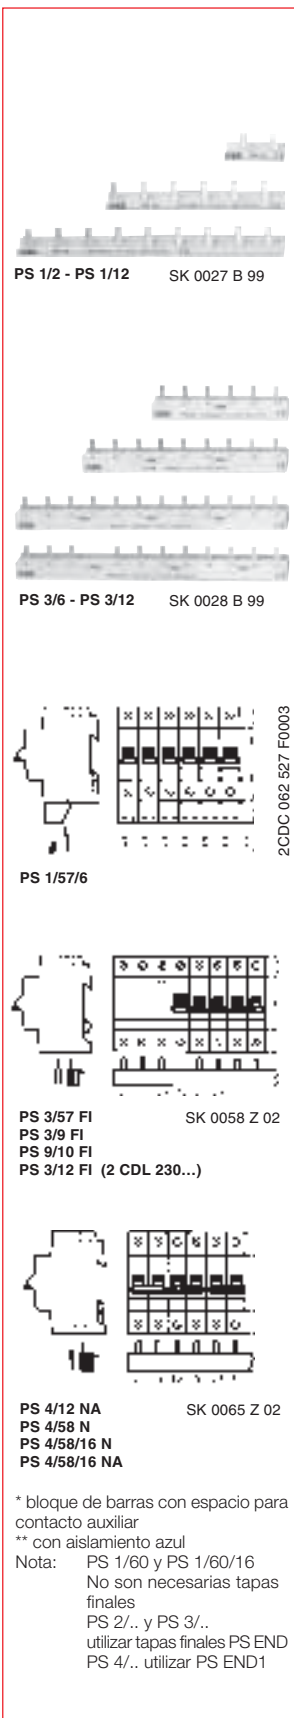 PS 1/2 - PS 1/12 SK 0027 B 99
PS 3/6 - PS 3/12 SK 0028 B 99
2CDC 062 527 F0003
PS 1/57/6
PS 3/57 FI SK 0058 Z 02
PS 3/9 FI
PS 9/10 FI
PS 3/12 FI (2 CDL 230...)
PS 4/12 NA SK 0065 Z 02
PS 4/58 N
PS 4/58/16 N
PS 4/58/16 NA
* bloque de barras con espacio para
contacto auxiliar
** con aislamiento azul
Nota: PS 1/60 y PS 1/60/16
No son necesarias tapas
finales
PS 2/.. y PS 3/..
utilizar tapas finales PS END
PS 4/.. utilizar PS END1